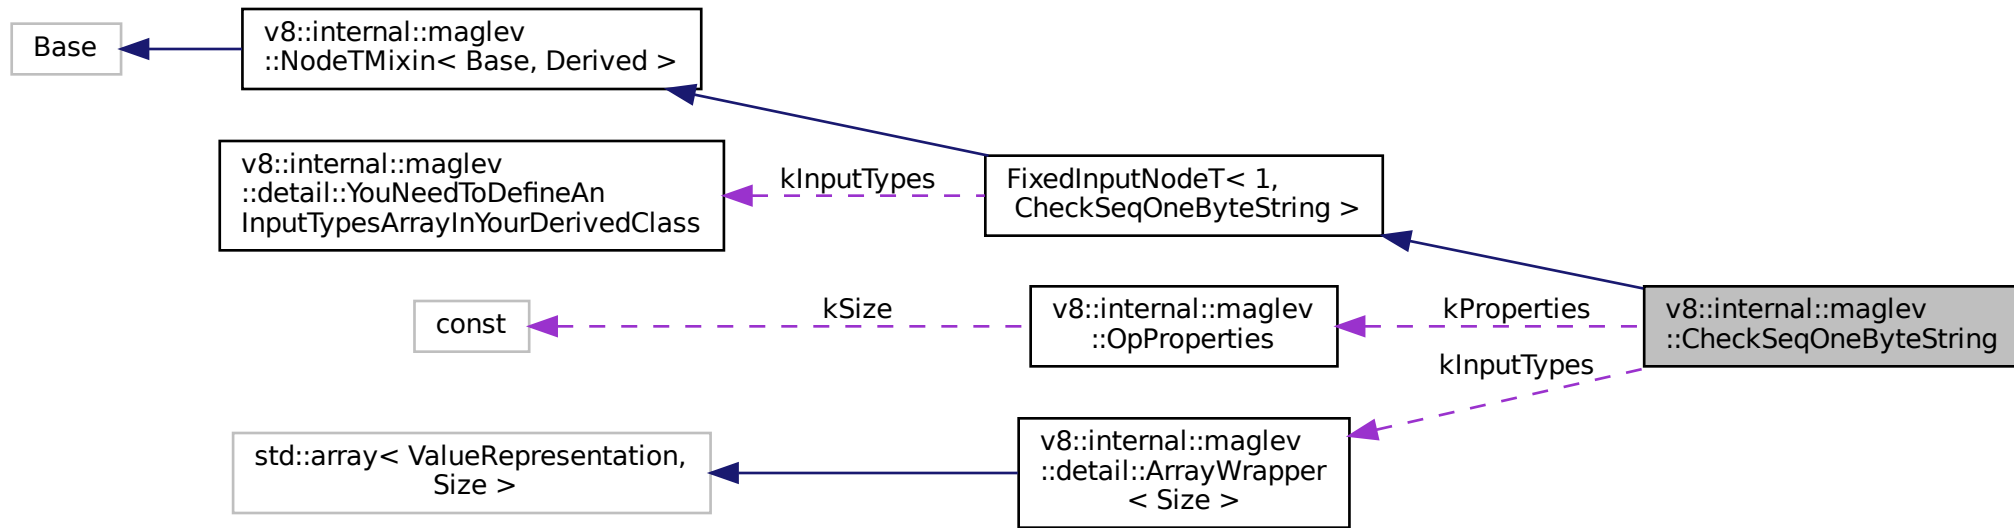 Base
v8::internal::maglev
::NodeTMixin< Base, Derived >
v8::internal::maglev
::detail::YouNeedToDefineAn
InputTypesArrayInYourDerivedClass
kInputTypes
FixedInputNodeT< 1,
CheckSeqOneByteString >
const
kSize
v8::internal::maglev
::OpProperties
kProperties
v8::internal::maglev
::CheckSeqOneByteString
kInputTypes
std::array< ValueRepresentation,
Size >
v8::internal::maglev
::detail::ArrayWrapper
< Size >